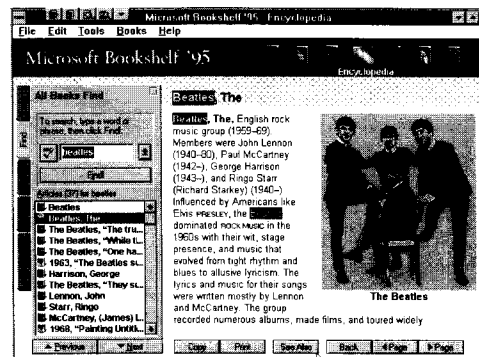 Microsoft Bookshelf '95 - Encyclopedia
File Edit Tools Books Help
Microsoft Bookshelf '95
Encyclopedia
All Books Find
To search, type a word or
phrase, then click Find.
Find
beatles
Find
Articles (37) for beatles
Beatles
Beatles, The
The Beatles, "The tru...
The Beatles, "While ti...
The Beatles, "One ha...
1963, "The Beatles su...
Harrison, George
The Beatles, "They su...
Lennon, John
Starr, Ringo
McCartney, (James) L...
1968, "Painting Untitl...
Previous Next
Beatles, The
Beatles, The, English rock
music group (1959–69).
Members were John Lennon
(1940–80), Paul McCartney
(1942–), George Harrison
(1943–), and Ringo Starr
(Richard Starkey) (1940–)
Influenced by Americans like
Elvis PRESLEY, the
dominated ROCK MUSIC in the
1960s with their wit, stage
presence, and music that
evolved from tight rhythm and
blues to allusive lyricism. The
lyrics and music for their songs
were written mostly by Lennon
and McCartney. The group
recorded numerous albums, made films, and toured widely
The Beatles
Copy Print See Also Back Page Page